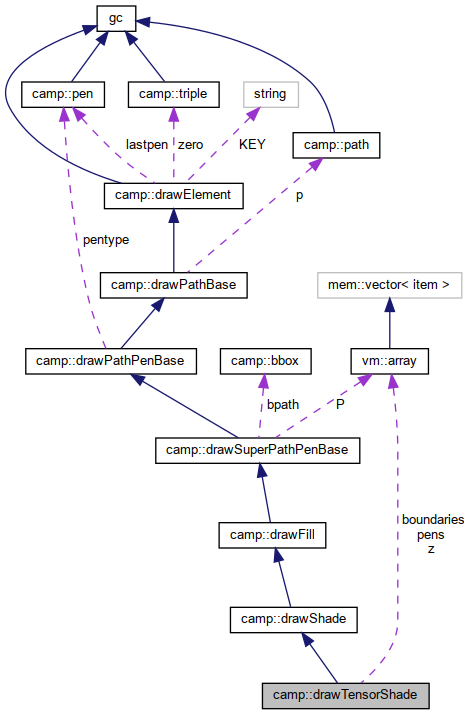 gc
camp::pen
camp::triple
string
lastpen
zero
KEY
camp::path
camp::drawElement
p
pentype
camp::drawPathBase
mem::vector< item >
camp::drawPathPenBase
camp::bbox
vm::array
bpath
P
camp::drawSuperPathPenBase
boundaries
pens
z
camp::drawFill
camp::drawShade
camp::drawTensorShade